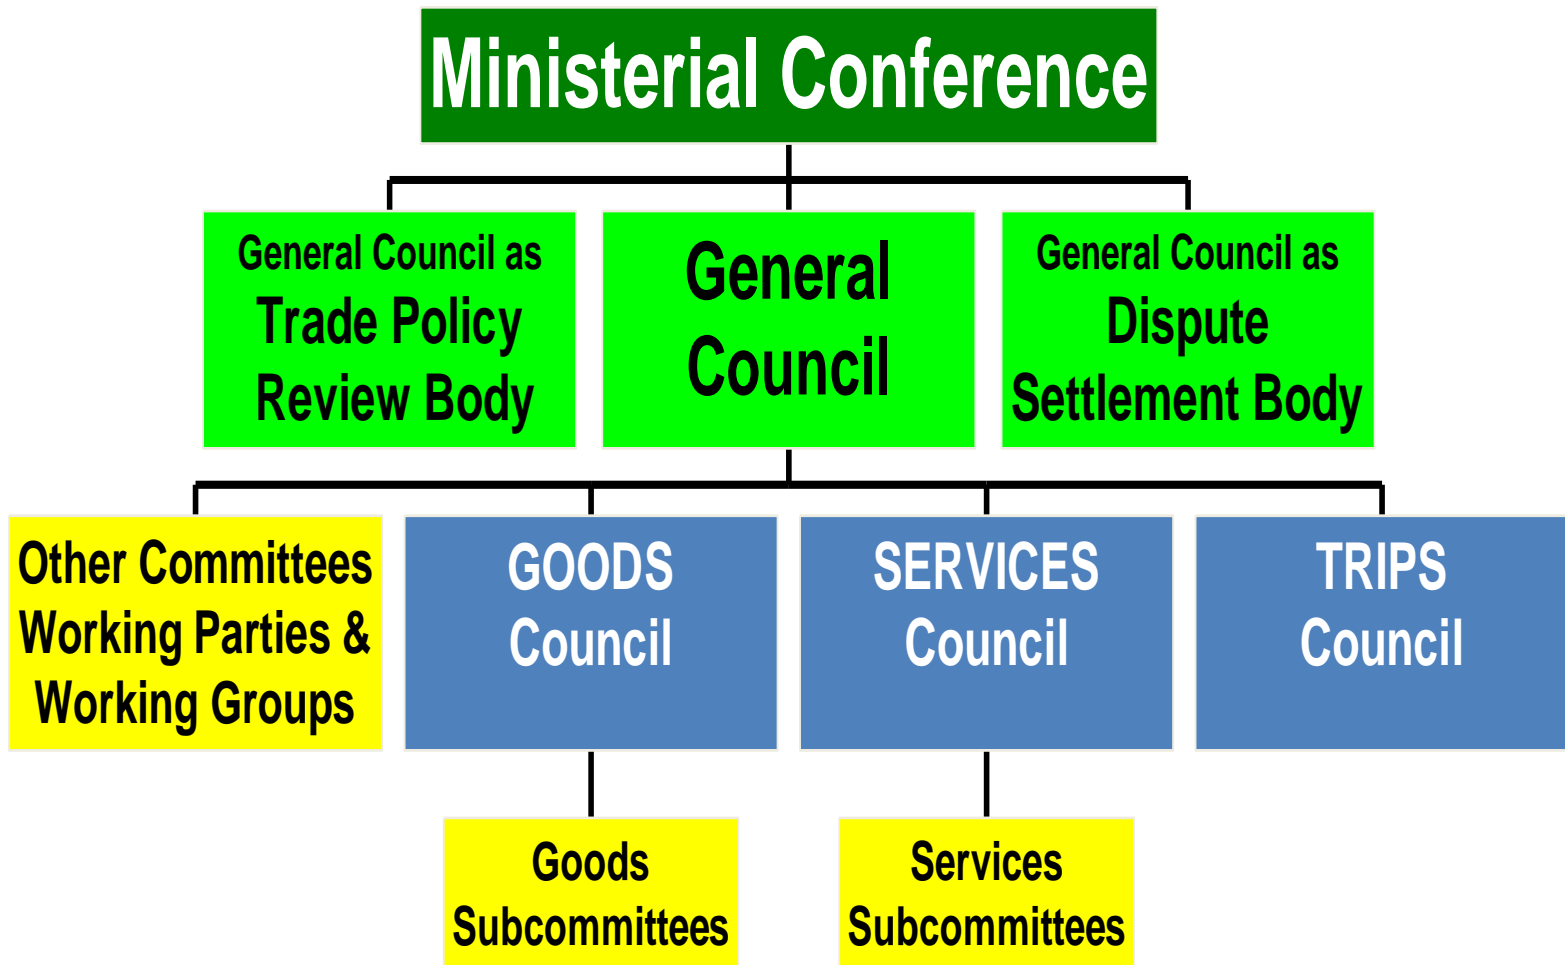 Ministerial Conference
General Council as
Trade Policy
Review Body
General
Council
General Council as
Dispute
Settlement Body
Other Committees
Working Parties &
Working Groups
GOODS
Council
SERVICES
Council
TRIPS
Council
Goods
Subcommittees
Services
Subcommittees